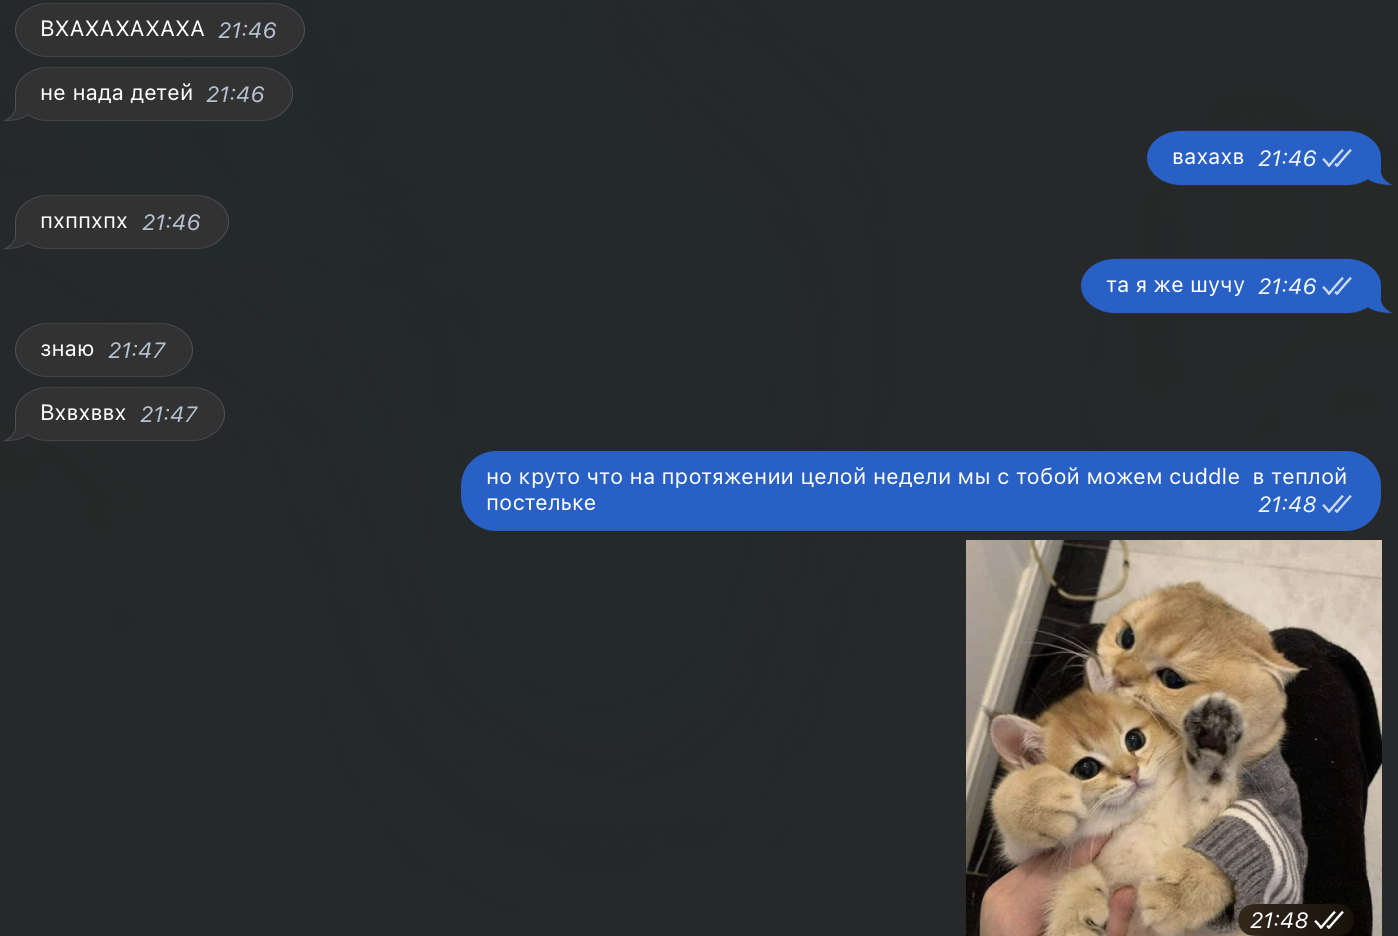 ВХАХАХАХАХА 21:46
не нада детей 21:46
вахахв 21:46
пхппхпх 21:46
та я же шучу 21:46
знаю 21:47
Вхвхввх 21:47
но круто что на протяжении целой недели мы с тобой можем cuddle в теплой
постельке 21:48
21:48